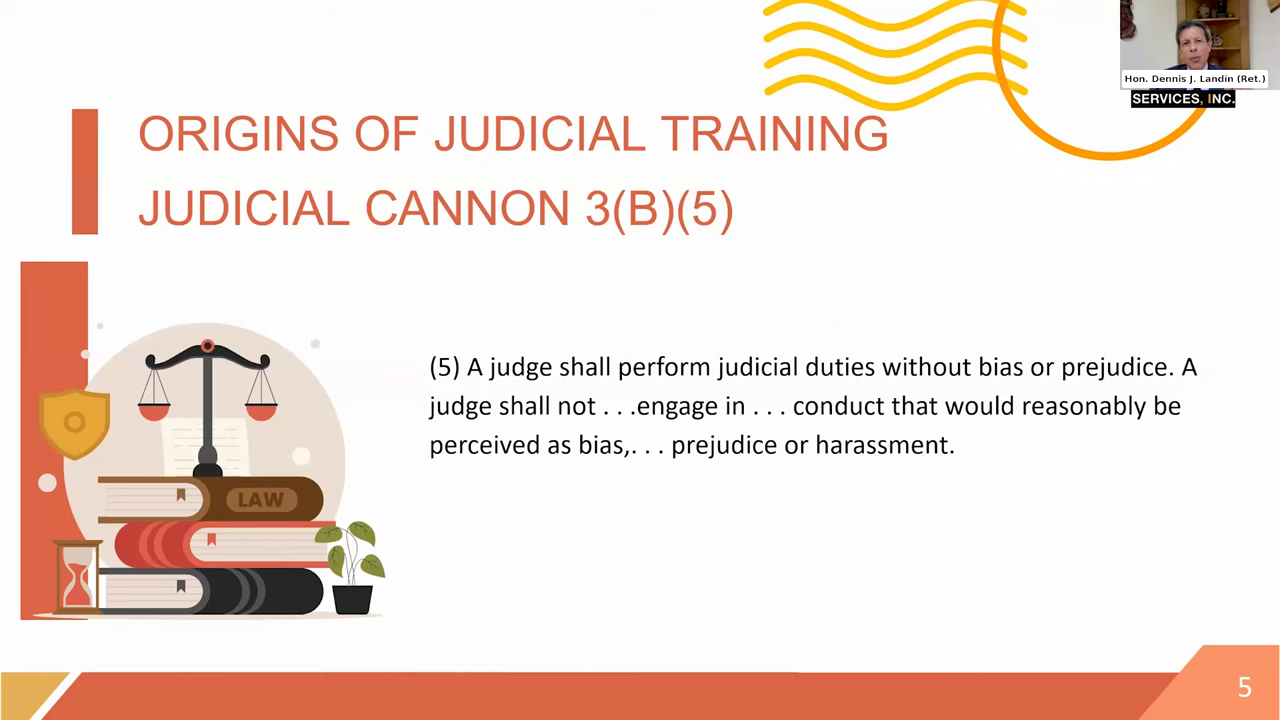 Hon. Dennis J. Landin (Ret.)
SERVICES, INC.
ORIGINS OF JUDICIAL TRAINING
JUDICIAL CANNON 3(B)(5)
(5) A judge shall perform judicial duties without bias or prejudice. A
judge shall not . . .engage in . . . conduct that would reasonably be
perceived as bias,. . . prejudice or harassment.
LAW
5